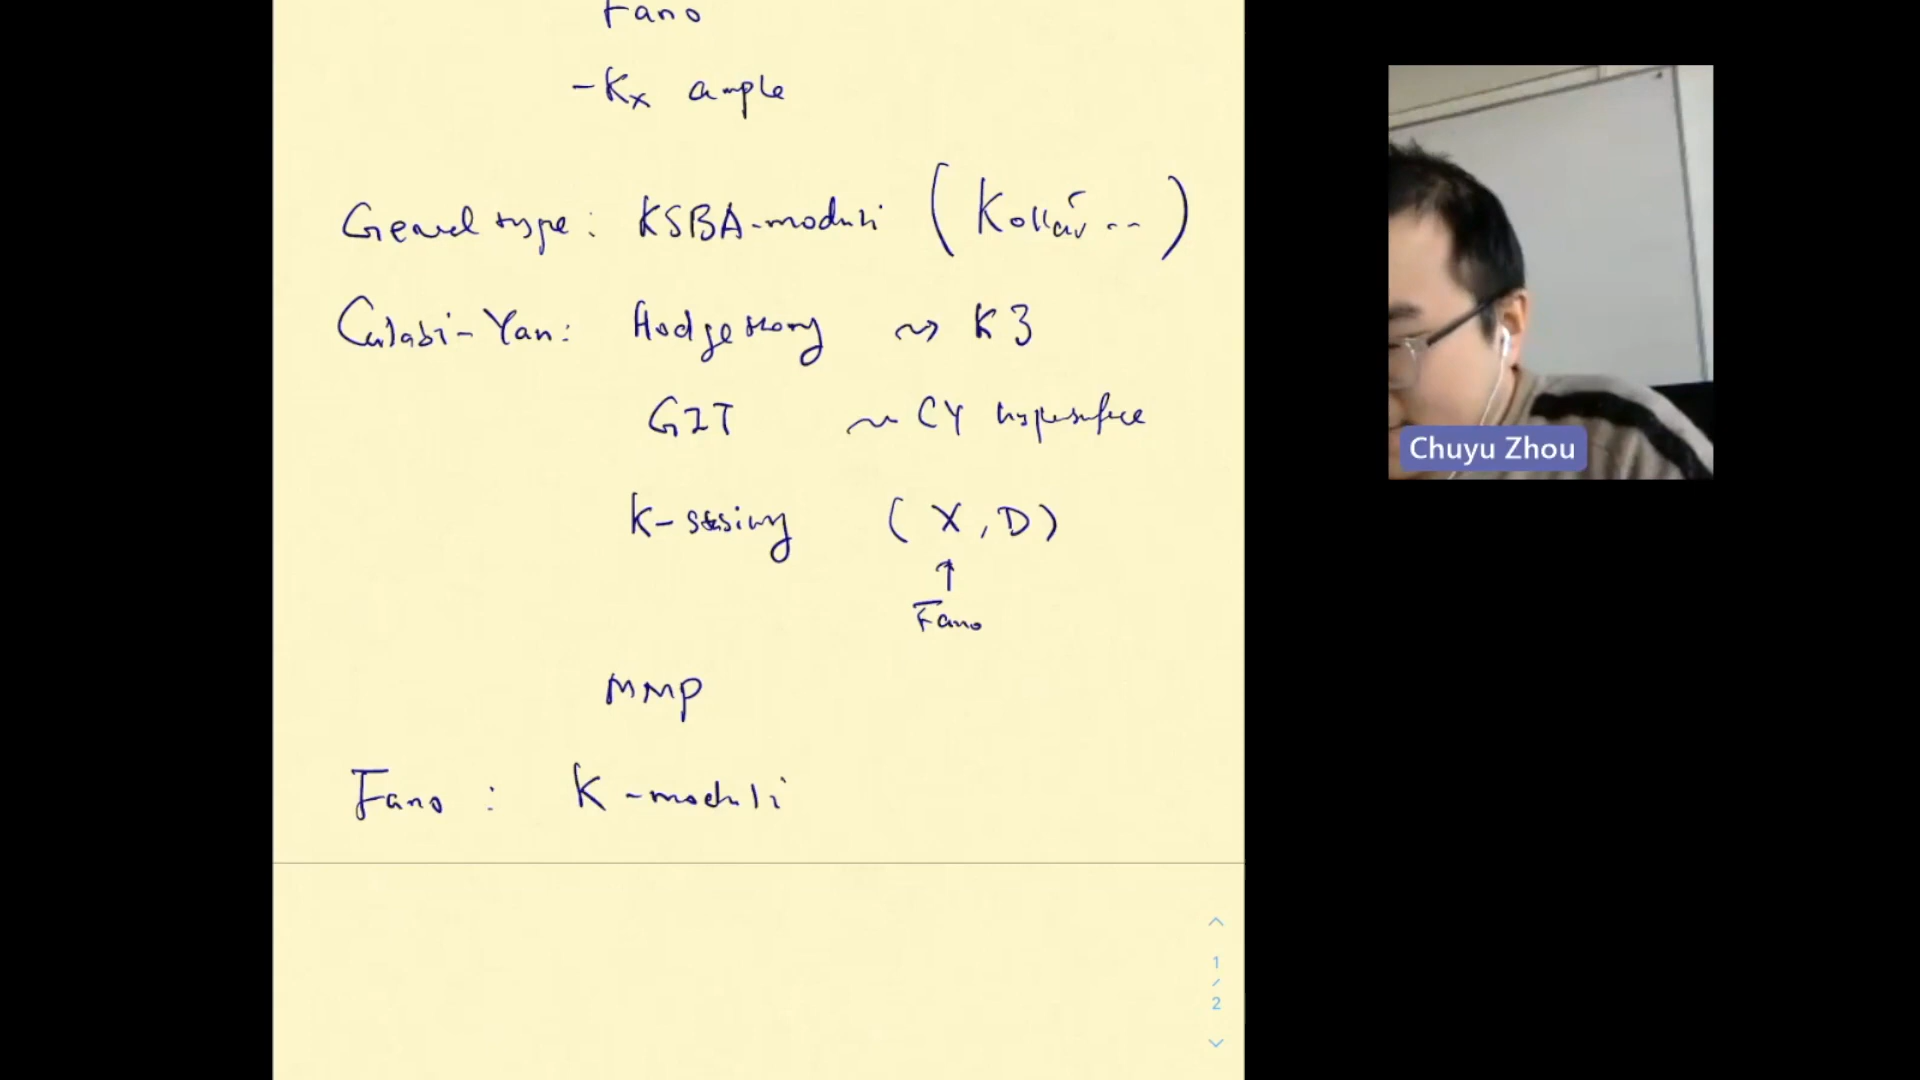 Fano
-Kx ample
General type: KSBA-moduli (Kollár --)
Calabi-Yau: Hodge theory ~> K3
GIT ~ CY hypersurface
K-stability (X, D)
↑
Fano
MMP
Fano : K-moduli
Chuyu Zhou
1
/
2